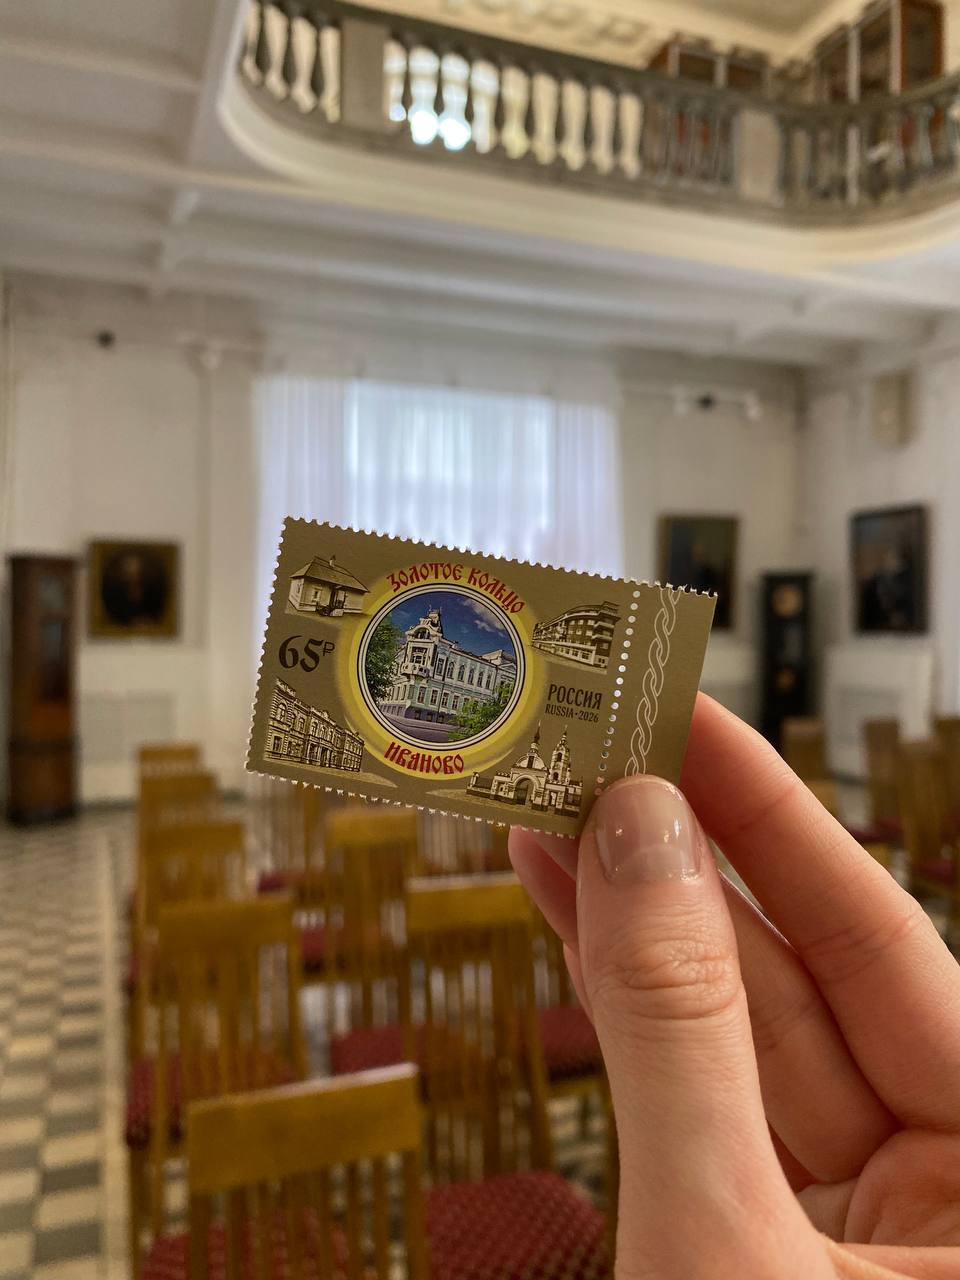 ЗОЛОТОЕ КОЛЬЦО
65₽
РОССИЯ
RUSSIA•2026
ИВАНОВО